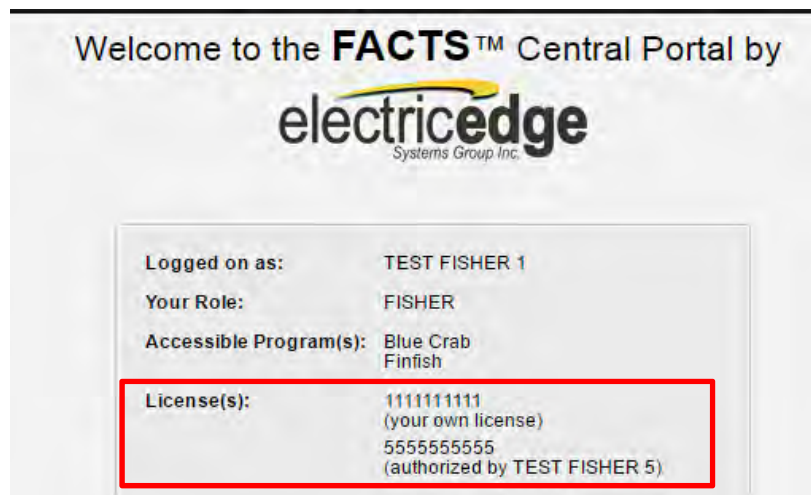 Welcome to the FACTS™ Central Portal by
electricedge
Systems Group Inc.
Logged on as: TEST FISHER 1
Your Role: FISHER
Accessible Program(s): Blue Crab
Finfish
License(s): 1111111111
(your own license)
5555555555
(authorized by TEST FISHER 5)